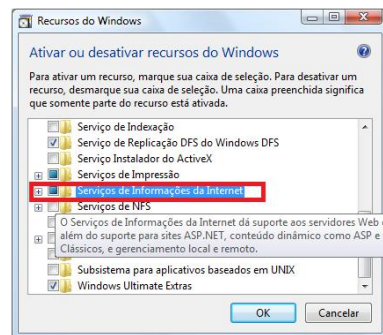 Recursos do Windows
Ativar ou desativar recursos do Windows
Para ativar um recurso, marque sua caixa de seleção. Para desativar um
recurso, desmarque sua caixa de seleção. Uma caixa preenchida significa
que somente parte do recurso está ativada.
Serviço de Indexação
Serviço de Replicação DFS do Windows DFS
Serviço Instalador do ActiveX
Serviços de Impressão
Serviços de Informações da Internet
Serviços de NFS
O Serviços de Informações da Internet dá suporte aos servidores Web
além do suporte para sites ASP.NET, conteúdo dinâmico como ASP e
Clássicos, e gerenciamento local e remoto.
Subsistema para aplicativos baseados em UNIX
Windows Ultimate Extras
OK
Cancelar